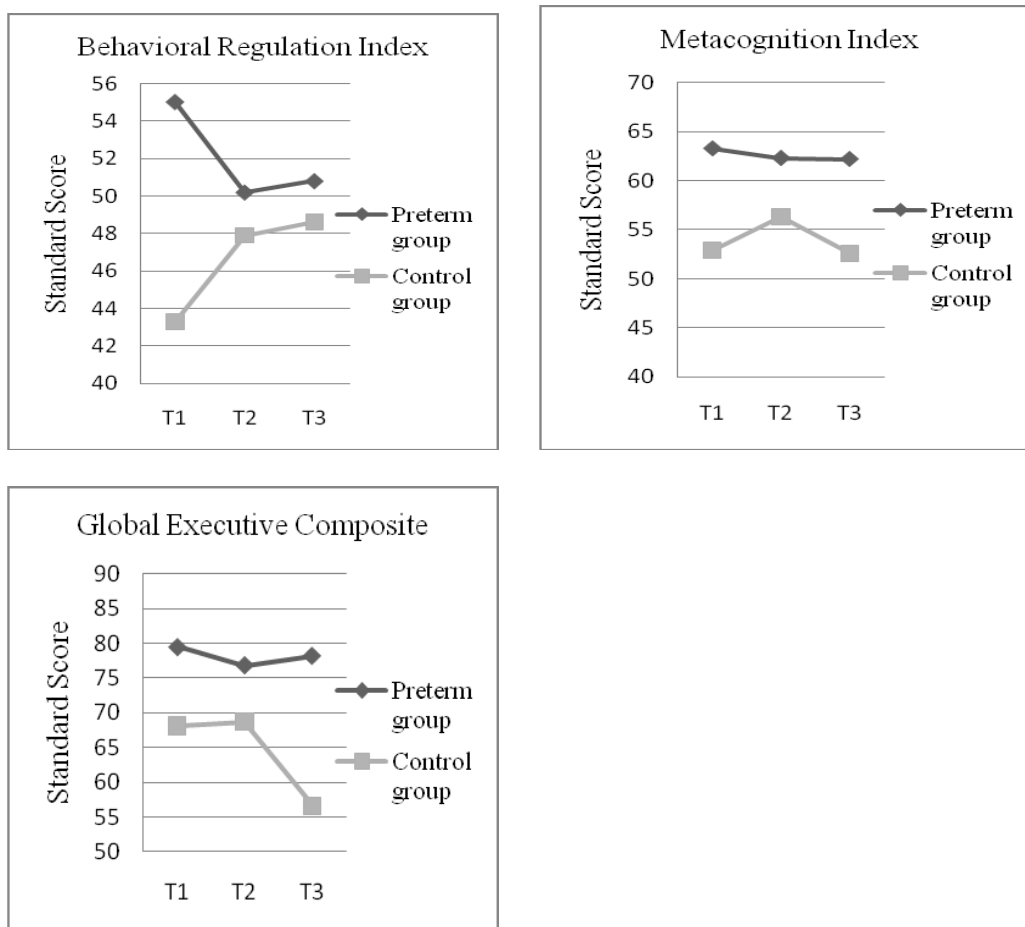 Behavioral Regulation Index
Standard Score
56
54
52
50
48
46
44
42
40
T1 T2 T3
Preterm
group
Control
group
Metacognition Index
70
65
60
55
50
45
40
T1 T2 T3
Preterm
group
Control
group
Global Executive Composite
Standard Score
90
85
80
75
70
65
60
55
50
T1 T2 T3
Preterm
group
Control
group
Standard Score